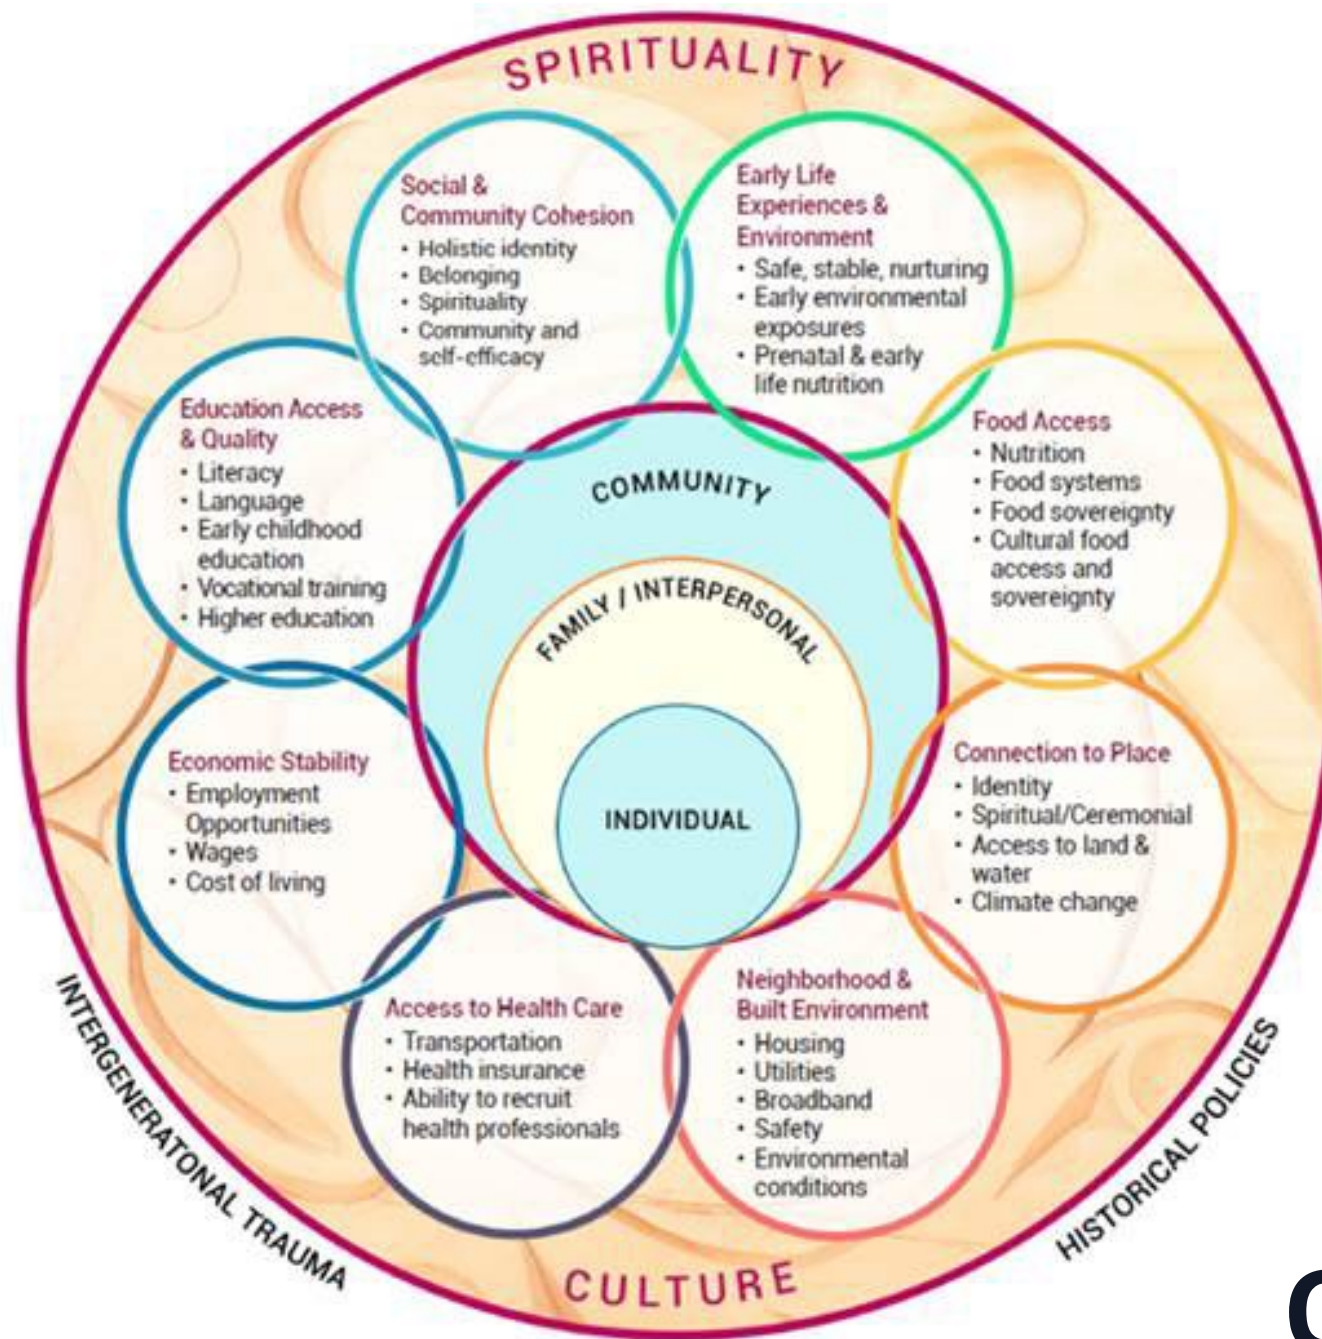 SPIRITUALITY
Social &
Community Cohesion
• Holistic identity
• Belonging
• Spirituality
• Community and
self-efficacy
Early Life
Experiences &
Environment
• Safe, stable, nurturing
• Early environmental
exposures
• Prenatal & early
life nutrition
Education Access
& Quality
• Literacy
• Language
• Early childhood
education
• Vocational training
• Higher education
Food Access
• Nutrition
• Food systems
• Food sovereignty
• Cultural food
access and
sovereignty
COMMUNITY
FAMILY / INTERPERSONAL
INDIVIDUAL
Economic Stability
• Employment
Opportunities
• Wages
• Cost of living
Connection to Place
• Identity
• Spiritual/Ceremonial
• Access to land &
water
• Climate change
Access to Health Care
• Transportation
• Health insurance
• Ability to recruit
health professionals
Neighborhood &
Built Environment
• Housing
• Utilities
• Broadband
• Safety
• Environmental
conditions
INTERGENERATONAL TRAUMA
HISTORICAL POLICIES
CULTURE